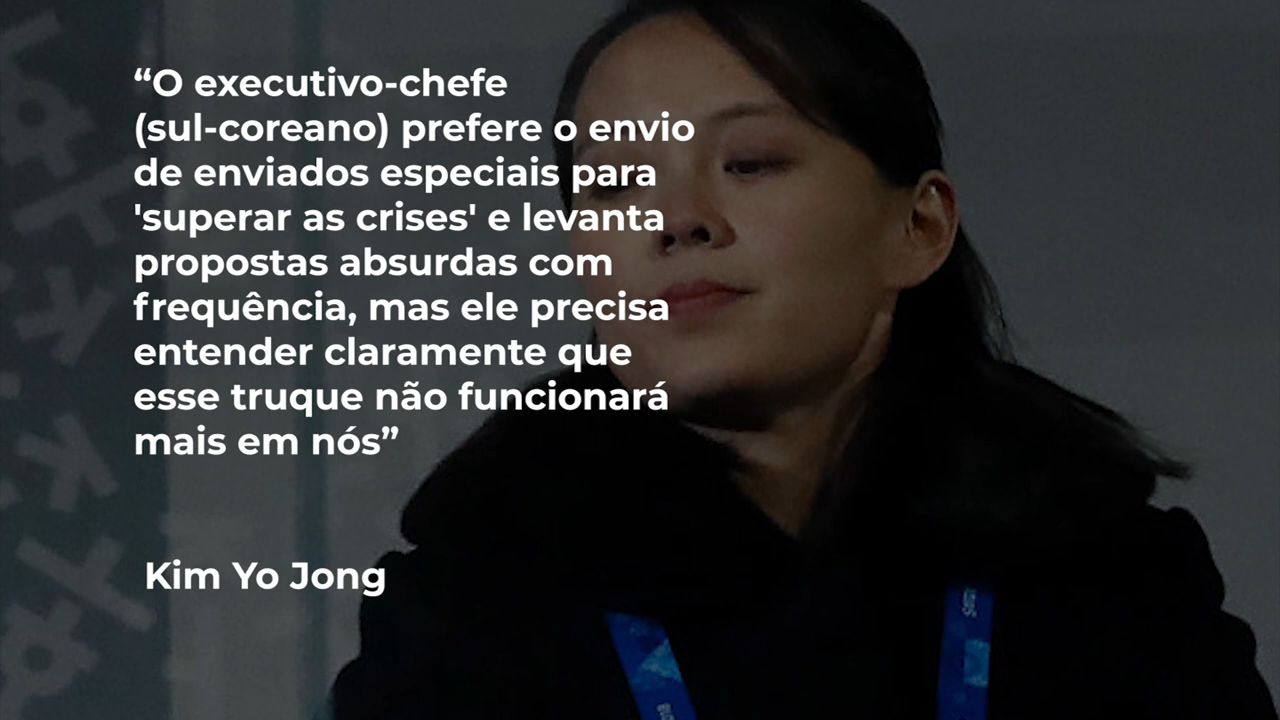 “O executivo-chefe
(sul-coreano) prefere o envio
de enviados especiais para
'superar as crises' e levanta
propostas absurdas com
frequência, mas ele precisa
entender claramente que
esse truque não funcionará
mais em nós”
Kim Yo Jong